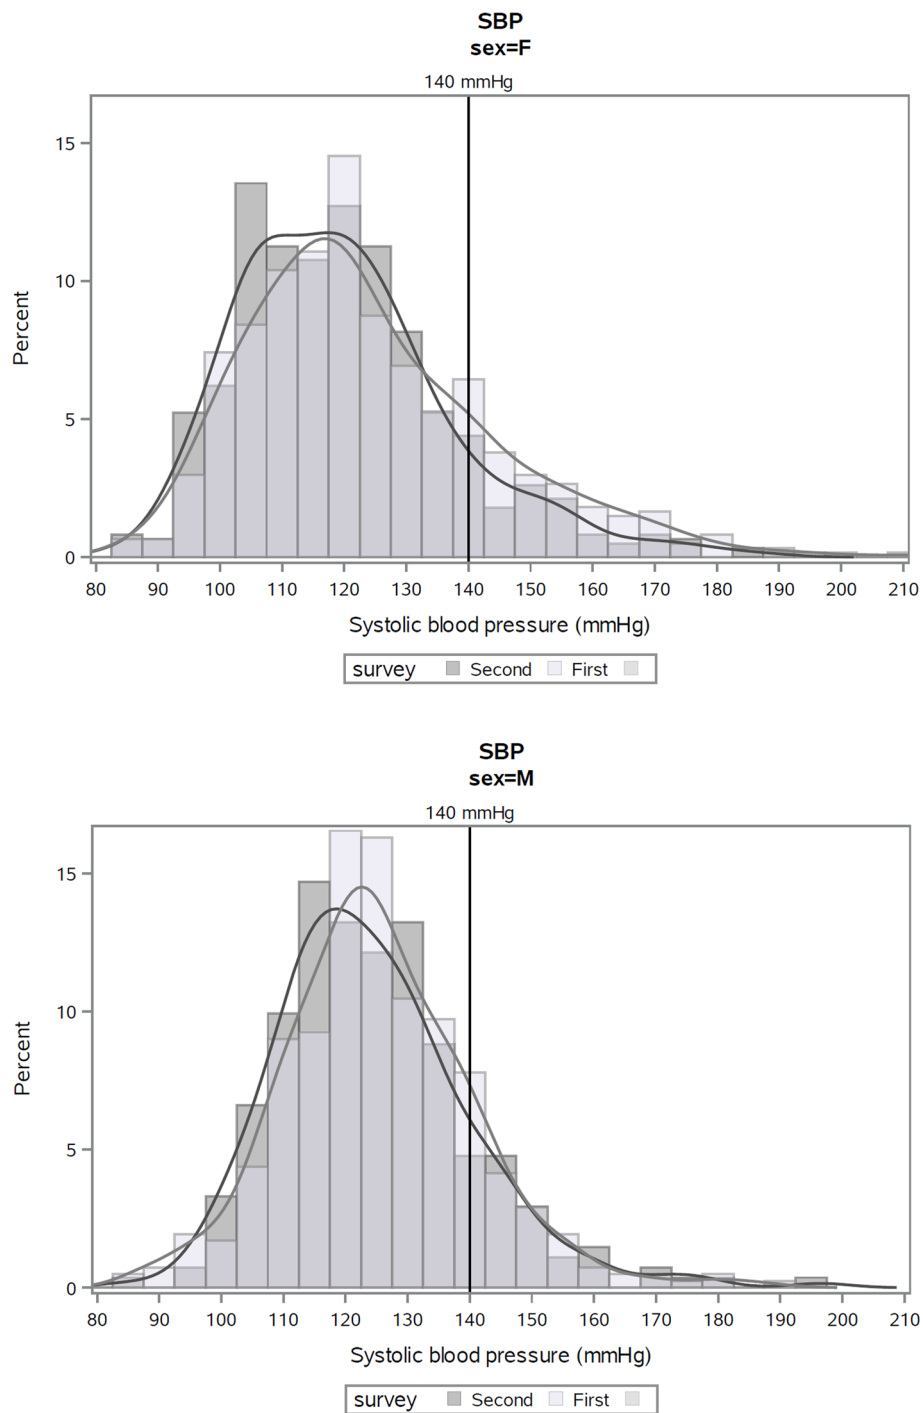 SBP
sex=F
140 mmHg
15
10
5
0
Percent
80 90 100 110 120 130 140 150 160 170 180 190 200 210
Systolic blood pressure (mmHg)
survey Second First
SBP
sex=M
140 mmHg
15
10
5
0
Percent
80 90 100 110 120 130 140 150 160 170 180 190 200 210
Systolic blood pressure (mmHg)
survey Second First